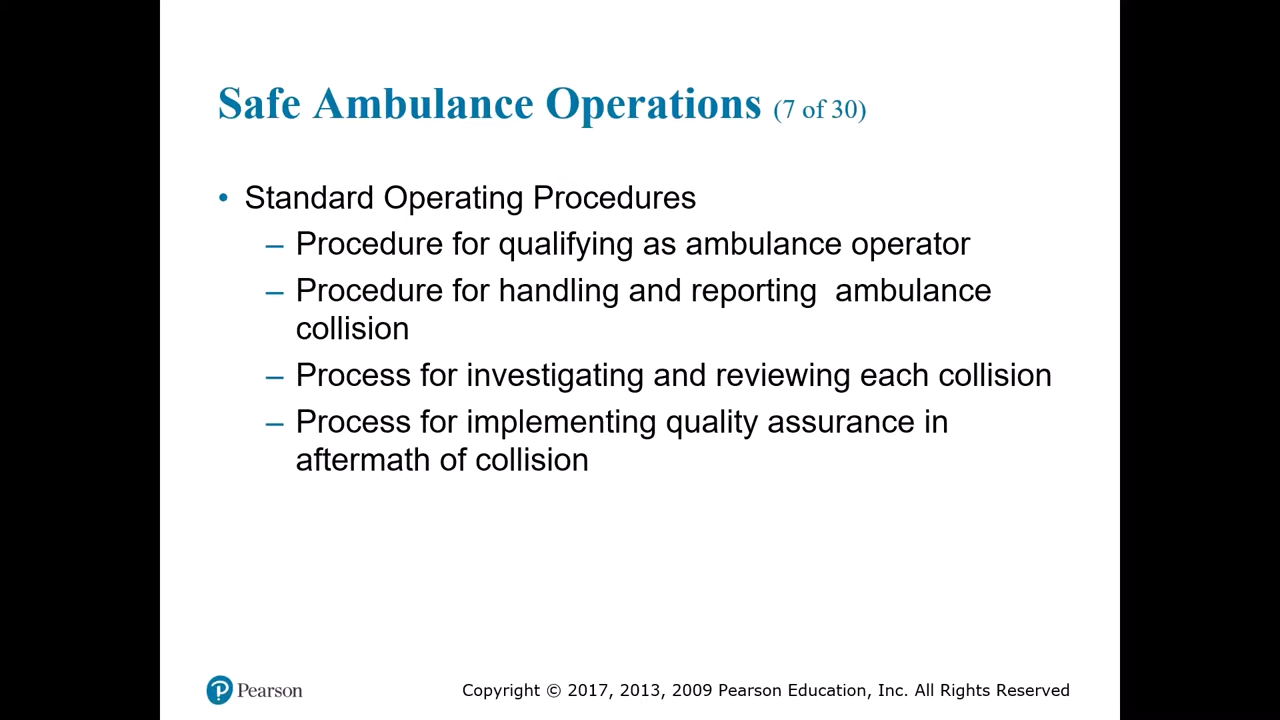 Safe Ambulance Operations (7 of 30)
• Standard Operating Procedures
– Procedure for qualifying as ambulance operator
– Procedure for handling and reporting  ambulance
collision
– Process for investigating and reviewing each collision
– Process for implementing quality assurance in
aftermath of collision
P Pearson
Copyright © 2017, 2013, 2009 Pearson Education, Inc. All Rights Reserved